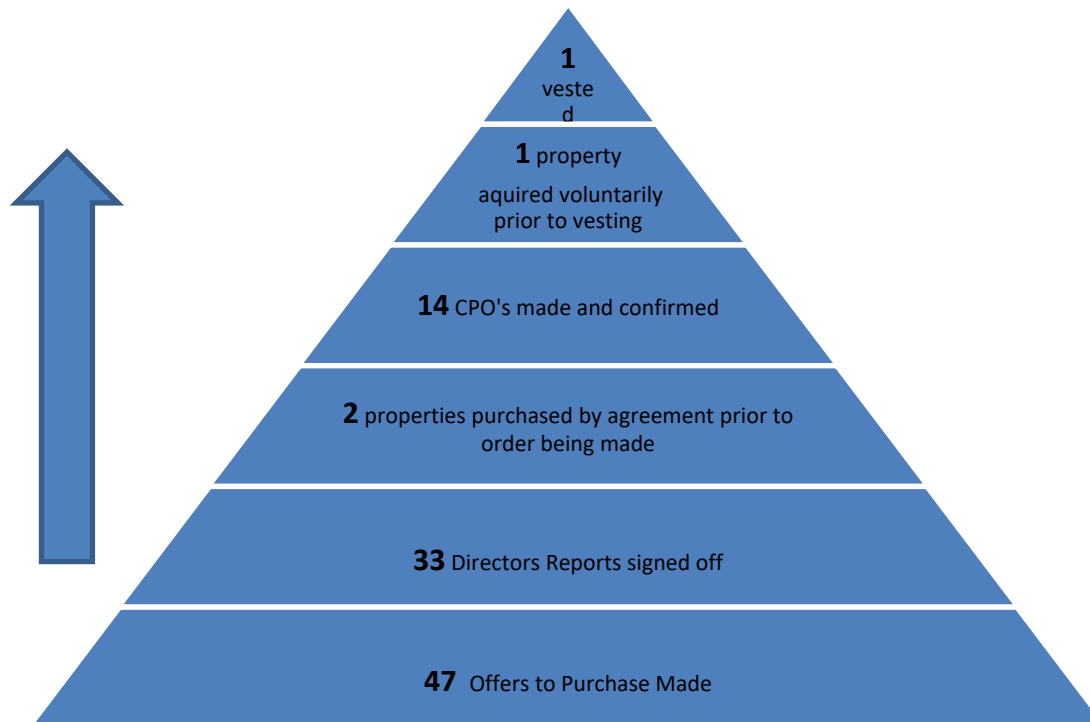 1
veste
d
1 property
aquired voluntarily
prior to vesting
14 CPO's made and confirmed
2 properties purchased by agreement prior to
order being made
33 Directors Reports signed off
47 Offers to Purchase Made